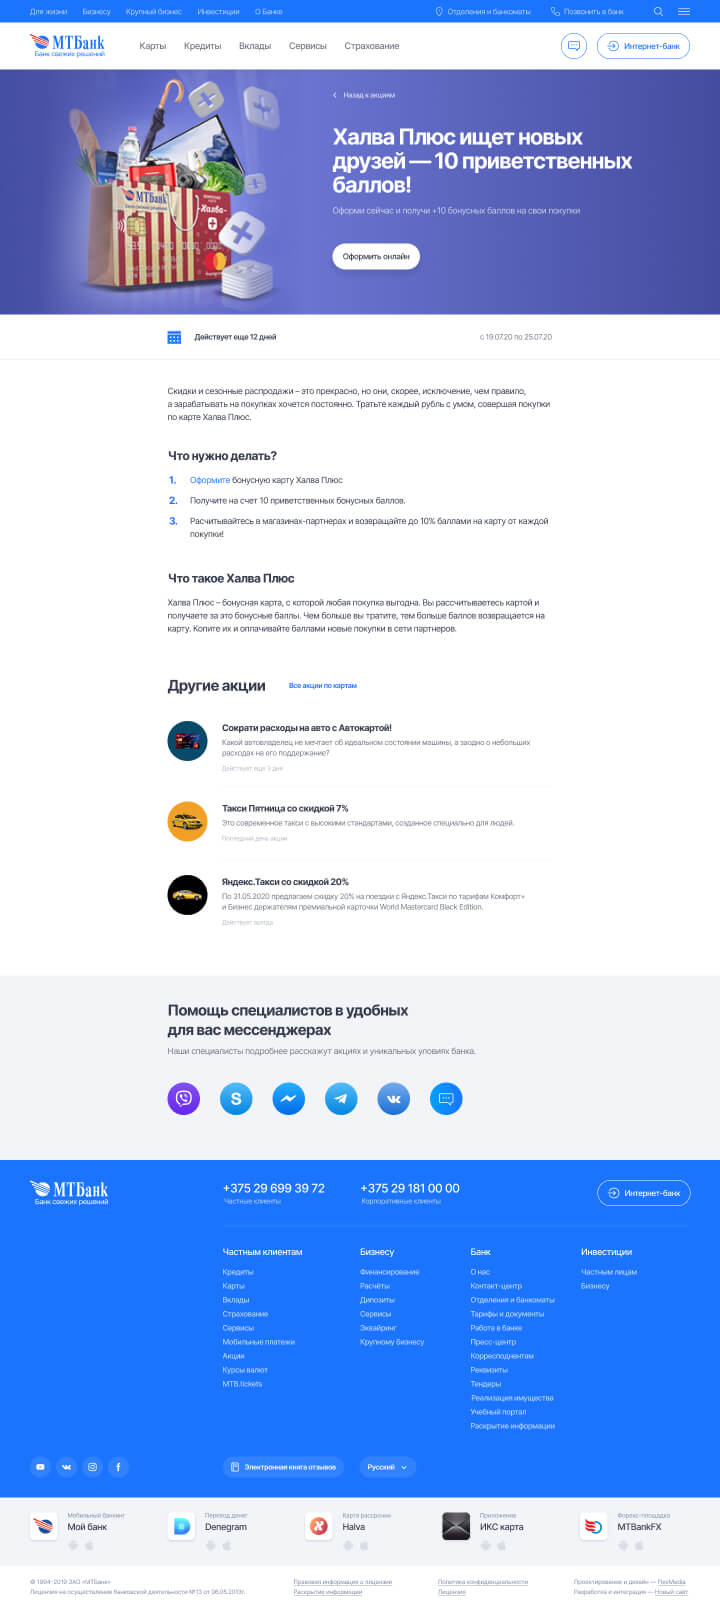 Для жизни Бизнесу Крупный бизнес Инвестиции О Банке Отделения и банкоматы Позвонить в банк
МТБанк
Банк свежих решений
Карты Кредиты Вклады Сервисы Страхование Интернет-банк
Назад к акциям
Халва Плюс ищет новых
друзей — 10 приветственных
баллов!
Оформи сейчас и получи +10 бонусных баллов на свои покупки
Оформить онлайн
МТБанк
Халва-
Действует еще 12 дней с 19.07.20 по 25.07.20
Скидки и сезонные распродажи – это прекрасно, но они, скорее, исключение, чем правило,
а зарабатывать на покупках хочется постоянно. Тратьте каждый рубль с умом, совершая покупки
по карте Халва Плюс.
Что нужно делать?
1. Оформите бонусную карту Халва Плюс
2. Получите на счет 10 приветственных бонусных баллов.
3. Расчитывайтесь в магазинах-партнерах и возвращайте до 10% баллами на карту от каждой
покупки!
Что такое Халва Плюс
Халва Плюс – бонусная карта, с которой любая покупка выгодна. Вы рассчитываетесь картой и
получаете за это бонусные баллы. Чем больше вы тратите, тем больше баллов возвращается на
карту. Копите их и оплачивайте баллами новые покупки в сети партнеров.
Другие акции Все акции по картам
Сократи расходы на авто с Автокартой!
Какой автовладелец не мечтает об идеальном состоянии машины, а заодно о небольших
расходах на его поддержание?
Действует еще 3 дня
Такси Пятница со скидкой 7%
Это современное такси с высокими стандартами, созданное специально для людей.
Последний день акции
Яндекс.Такси со скидкой 20%
По 31.05.2020 предлагаем скидку 20% на поездки с Яндекс.Такси по тарифам Комфорт+
и Бизнес держателям премиальной карточки World Mastercard Black Edition.
Действует всегда
Помощь специалистов в удобных
для вас мессенджерах
Наши специалисты подробнее расскажут акциях и уникальных уловиях банка.
МТБанк
Банк свежих решений
+375 29 699 39 72 +375 29 181 00 00 Интернет-банк
Частные клиенты Корпоративные клиенты
Частным клиентам
Кредиты
Карты
Вклады
Страхование
Сервисы
Мобильные платежи
Акции
Курсы валют
MTB.tickets
Бизнесу
Финансирование
Расчёты
Дипозиты
Сервисы
Эквайринг
Крупному бизнесу
Банк
О нас
Контакт-центр
Отделения и банкоматы
Тарифы и документы
Работа в банке
Пресс-центр
Корреспондентам
Реквизиты
Тендеры
Реализация имущества
Учебный портал
Раскрытие информации
Инвестиции
Частным лицам
Бизнесу
Электронная книга отзывов Русский
Мобильный банкинг
Мой банк
Перевод денег
Denegram
Карта рассрочки
Halva
Приложение
ИКС карта
Форекс-площадка
MTBankFX
© 1994-2019 ЗАО «МТБанк»
Лицензия на осуществление банковской деятельности №13 от 06.05.2013г.
Правовая информация о лицензии
Раскрытие информации
Политика конфиденциальности
Лицензия
Проектирование и дизайн — FlexMedia
Разработка и интеграция — Новый сайт